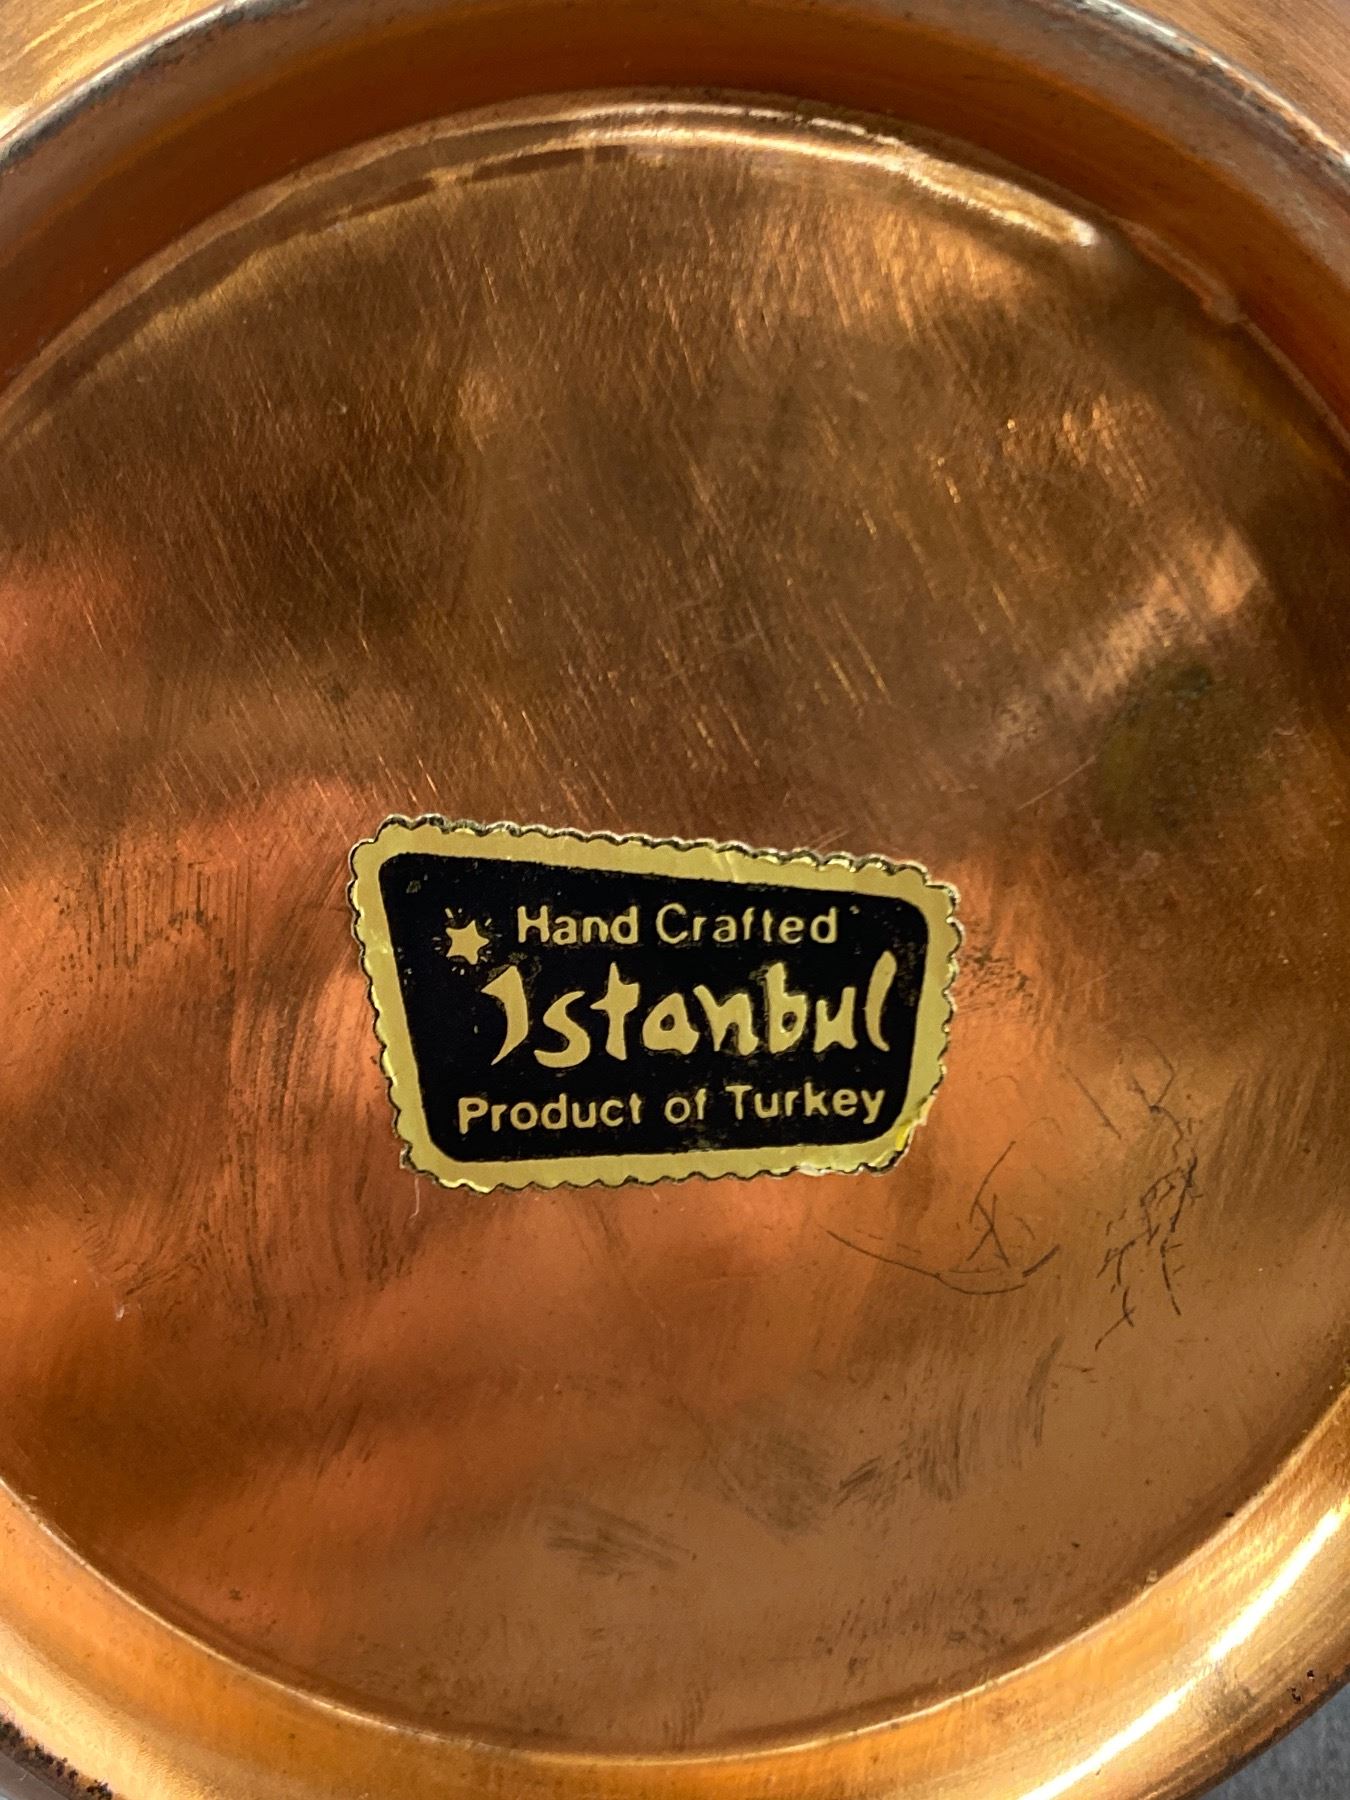 Hand Crafted
Istanbul
Product of Turkey